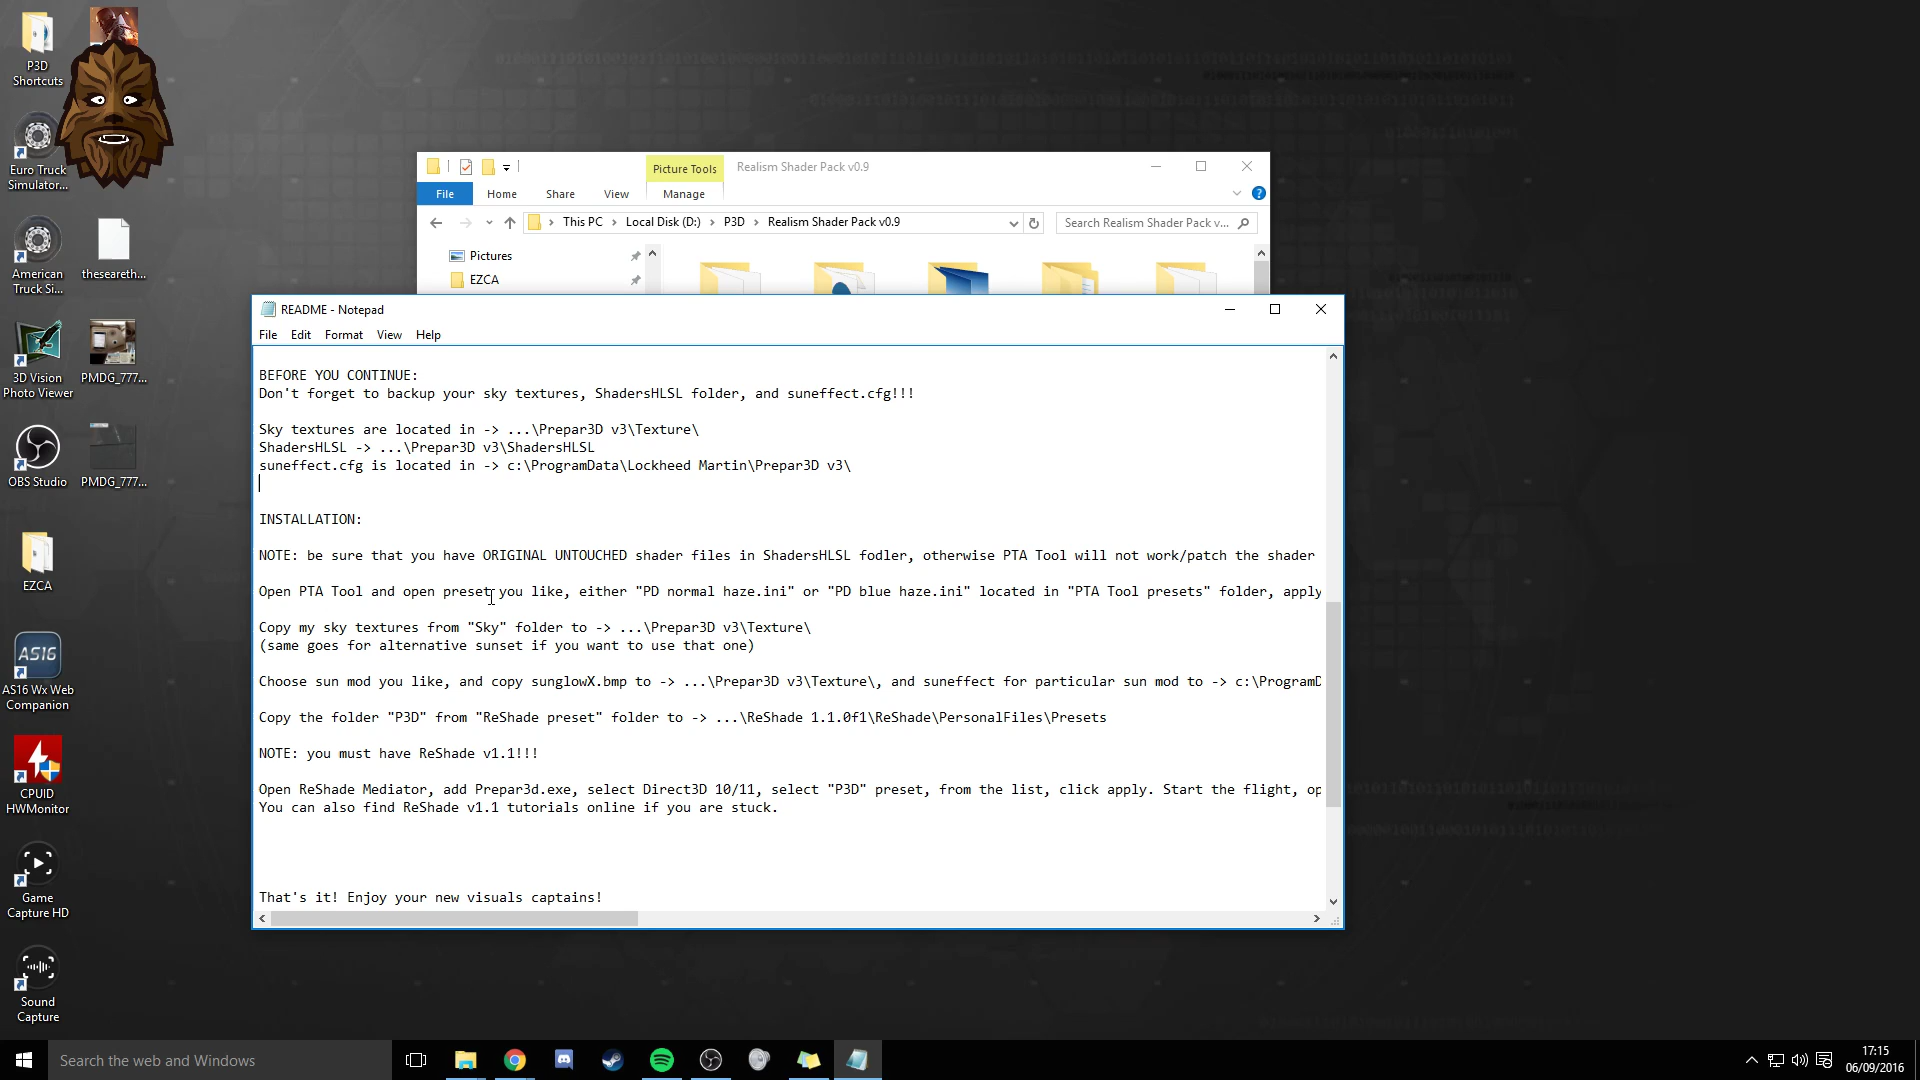 P3D
Shortcuts
Euro Truck
Simulator...
American
Truck Si...
theseareth...
3D Vision
Photo Viewer
PMDG_777...
OBS Studio
PMDG_777...
EZCA
AS16
AS16 Wx Web
Companion
CPUID
HWMonitor
Game
Capture HD
Sound
Capture
Picture Tools
Realism Shader Pack v0.9
File
Home
Share
View
Manage
This PC
Local Disk (D:)
P3D
Realism Shader Pack v0.9
Search Realism Shader Pack v...
Pictures
EZCA
README - Notepad
File
Edit
Format
View
Help
BEFORE YOU CONTINUE:
Don't forget to backup your sky textures, ShadersHLSL folder, and suneffect.cfg!!!
Sky textures are located in -> ...\Prepar3D v3\Texture\
ShadersHLSL -> ...\Prepar3D v3\ShadersHLSL
suneffect.cfg is located in -> c:\ProgramData\Lockheed Martin\Prepar3D v3\
INSTALLATION:
NOTE: be sure that you have ORIGINAL UNTOUCHED shader files in ShadersHLSL fodler, otherwise PTA Tool will not work/patch the shader
Open PTA Tool and open preset you like, either "PD normal haze.ini" or "PD blue haze.ini" located in "PTA Tool presets" folder, apply
Copy my sky textures from "Sky" folder to -> ...\Prepar3D v3\Texture\
(same goes for alternative sunset if you want to use that one)
Choose sun mod you like, and copy sunglowX.bmp to -> ...\Prepar3D v3\Texture\, and suneffect for particular sun mod to -> c:\ProgramD
Copy the folder "P3D" from "ReShade preset" folder to -> ...\ReShade 1.1.0f1\ReShade\PersonalFiles\Presets
NOTE: you must have ReShade v1.1!!!
Open ReShade Mediator, add Prepar3d.exe, select Direct3D 10/11, select "P3D" preset, from the list, click apply. Start the flight, op
You can also find ReShade v1.1 tutorials online if you are stuck.
That's it! Enjoy your new visuals captains!
Search the web and Windows
17:15
06/09/2016